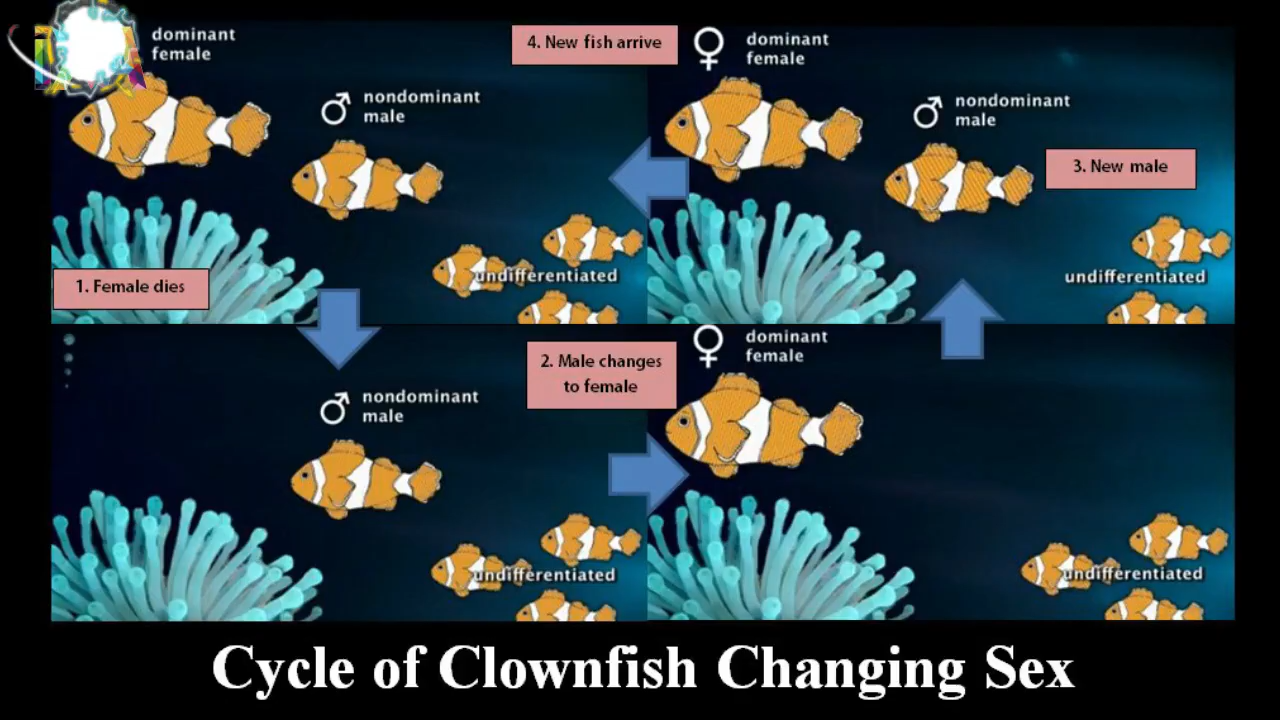 dominant
female
nondominant
male
undifferentiated
1. Female dies
4. New fish arrive
dominant
female
nondominant
male
3. New male
undifferentiated
nondominant
male
undifferentiated
2. Male changes
to female
dominant
female
undifferentiated
Cycle of Clownfish Changing Sex